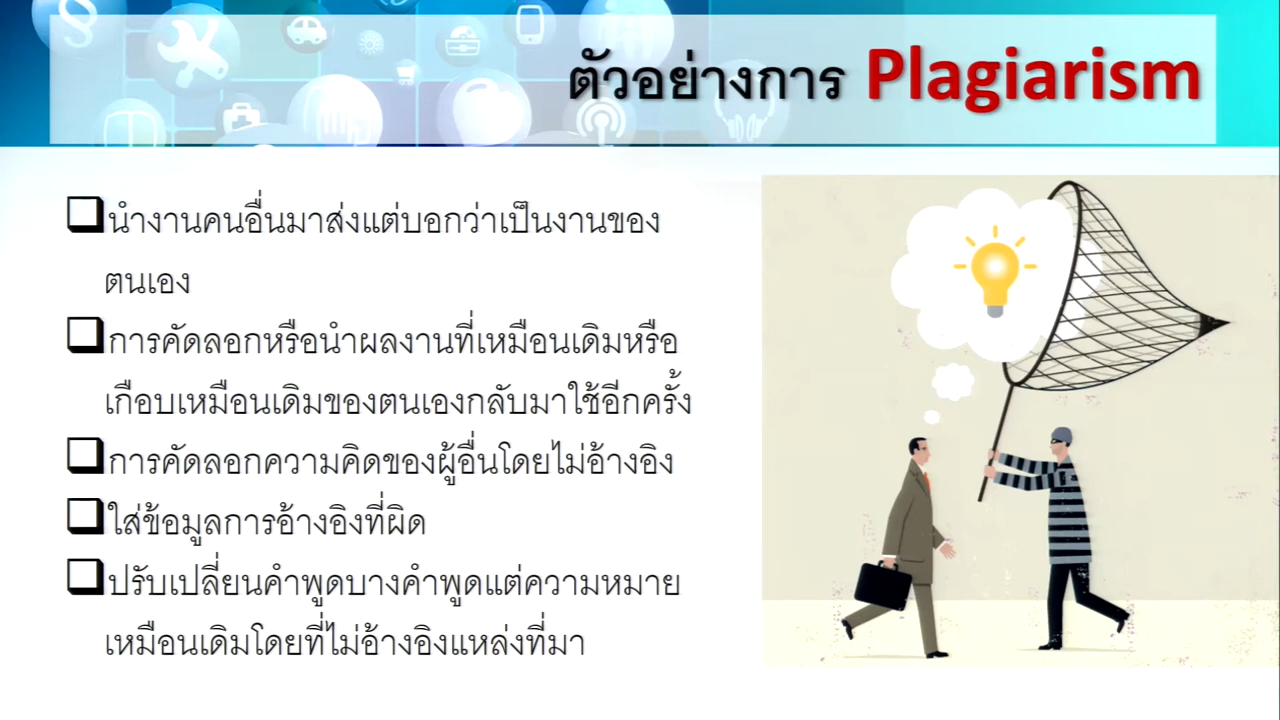 ตัวอย่างการ Plagiarism
นำงานคนอื่นมาส่งแต่บอกว่าเป็นงานของ
ตนเอง
การคัดลอกหรือนำผลงานที่เหมือนเดิมหรือ
เกือบเหมือนเดิมของตนเองกลับมาใช้อีกครั้ง
การคัดลอกความคิดของผู้อื่นโดยไม่อ้างอิง
ใส่ข้อมูลการอ้างอิงที่ผิด
ปรับเปลี่ยนคำพูดบางคำพูดแต่ความหมาย
เหมือนเดิมโดยที่ไม่อ้างอิงแหล่งที่มา